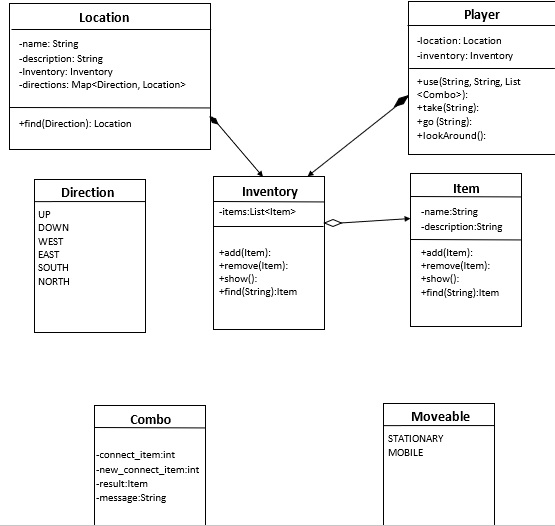 Location
-name: String
-description: String
-Inventory: Inventory
-directions: Map<Direction, Location>
+find(Direction): Location
Player
-location: Location
-inventory: Inventory
+use(String, String, List
<Combo>):
+take(String):
+go (String):
+lookAround():
Direction
UP
DOWN
WEST
EAST
SOUTH
NORTH
Inventory
-items:List<Item>
+add(Item):
+remove(Item):
+show():
+find(String):Item
Item
-name:String
-description:String
+add(Item):
+remove(Item):
+show():
+find(String):Item
Combo
-connect_item:int
-new_connect_item:int
-result:Item
-message:String
Moveable
STATIONARY
MOBILE